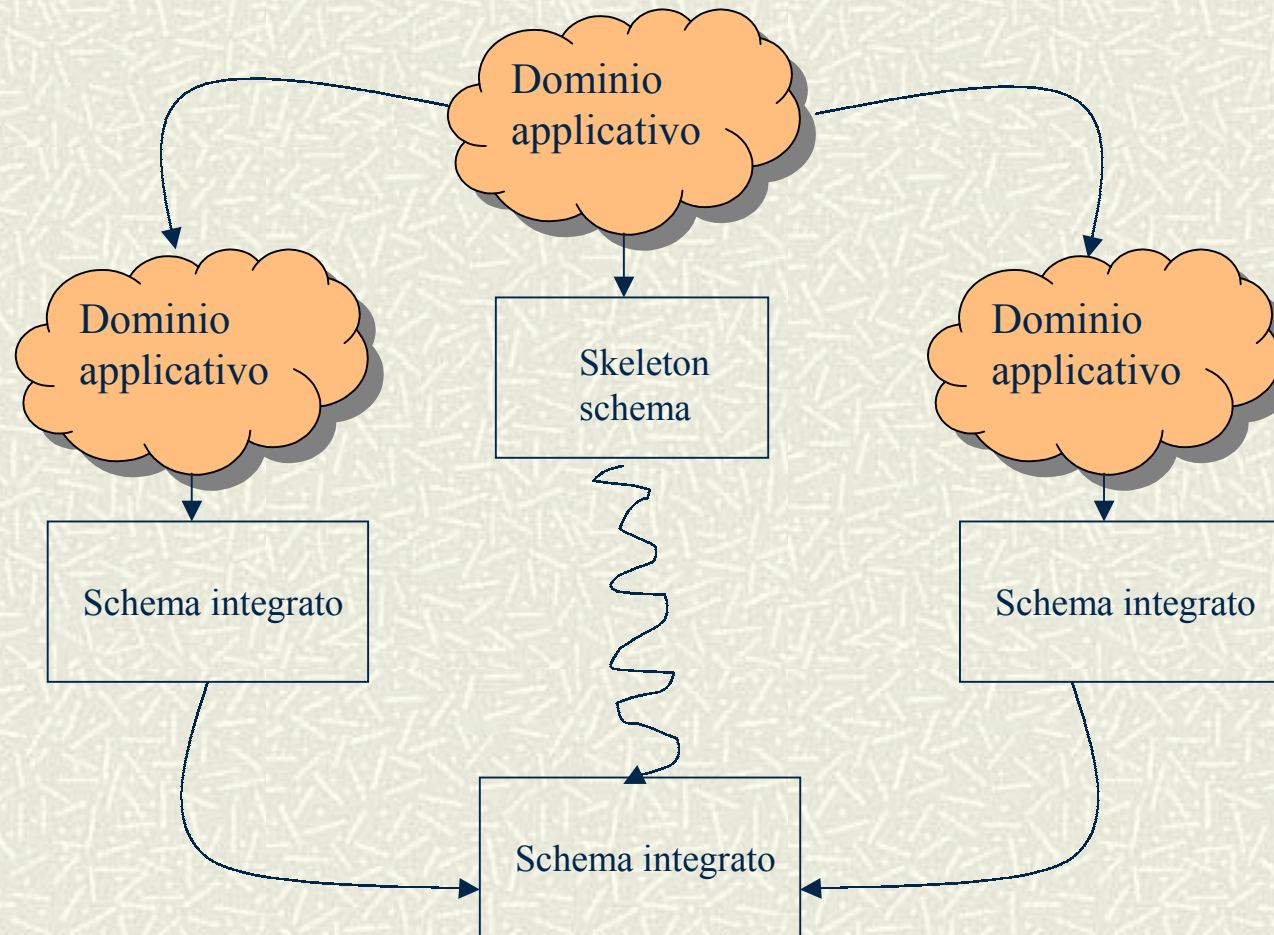 Dominio
applicativo
Dominio
applicativo
Skeleton
schema
Dominio
applicativo
Schema integrato
Schema integrato
Schema integrato